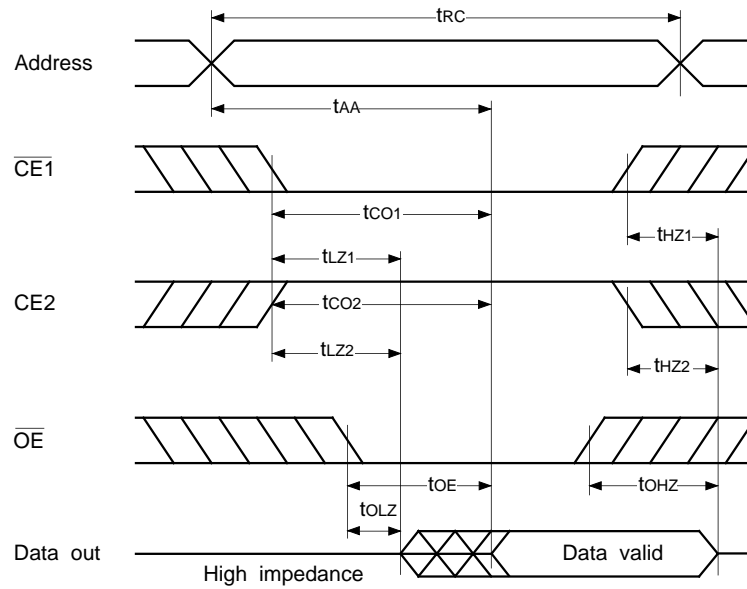 tRC
Address
tAA
CE1
tCO1
tHZ1
tLZ1
CE2
tCO2
tLZ2
tHZ2
OE
tOE
tOHZ
tOLZ
Data out
Data valid
High impedance